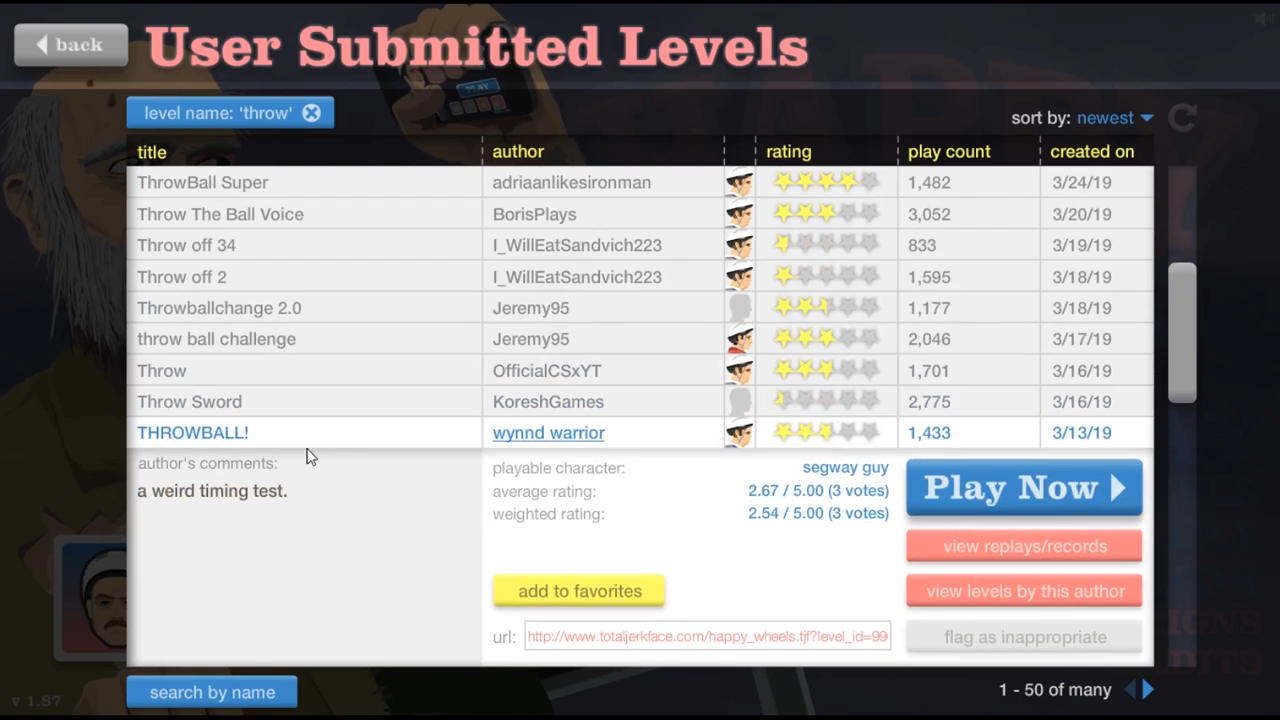 back
User Submitted Levels
level name: 'throw'
sort by: newest
title author rating play count created on
ThrowBall Super adriaanlikesironman 1,482 3/24/19
Throw The Ball Voice BorisPlays 3,052 3/20/19
Throw off 34 I_WillEatSandvich223 833 3/19/19
Throw off 2 I_WillEatSandvich223 1,595 3/18/19
Throwballchange 2.0 Jeremy95 1,177 3/18/19
throw ball challenge Jeremy95 2,046 3/17/19
Throw OfficialCSxYT 1,701 3/16/19
Throw Sword KoreshGames 2,775 3/16/19
THROWBALL! wynnd warrior 1,433 3/13/19
author's comments:
a weird timing test.
playable character: segway guy
average rating: 2.67 / 5.00 (3 votes)
weighted rating: 2.54 / 5.00 (3 votes)
Play Now
view replays/records
add to favorites
view levels by this author
url: http://www.totaljerkface.com/happy_wheels.tjf?level_id=99
flag as inappropriate
search by name
1 - 50 of many
v 1.87